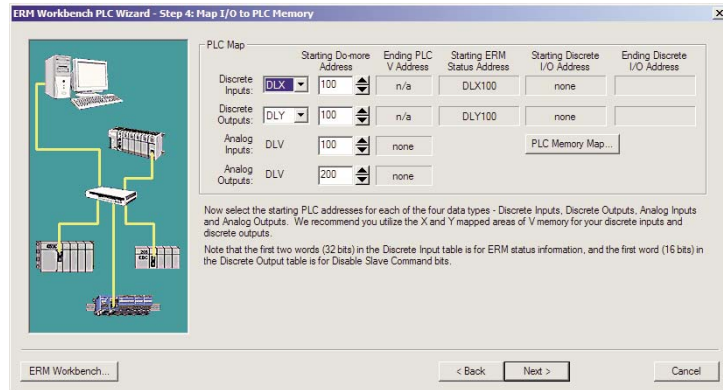 ERM Workbench PLC Wizard - Step 4: Map I/O to PLC Memory
PLC Map
Starting Do-more Address
Ending PLC V Address
Starting ERM Status Address
Starting Discrete I/O Address
Ending Discrete I/O Address
Discrete Inputs: DLX 100 n/a DLX100 none
Discrete Outputs: DLY 100 n/a DLY100 none
Analog Inputs: DLV 100 none PLC Memory Map...
Analog Outputs: DLV 200 none
Now select the starting PLC addresses for each of the four data types - Discrete Inputs, Discrete Outputs, Analog Inputs
and Analog Outputs. We recommend you utilize the X and Y mapped areas of V memory for your discrete inputs and
discrete outputs.
Note that the first two words (32 bits) in the Discrete Input table is for ERM status information, and the first word (16 bits) in
the Discrete Output table is for Disable Slave Command bits.
ERM Workbench...
< Back
Next >
Cancel